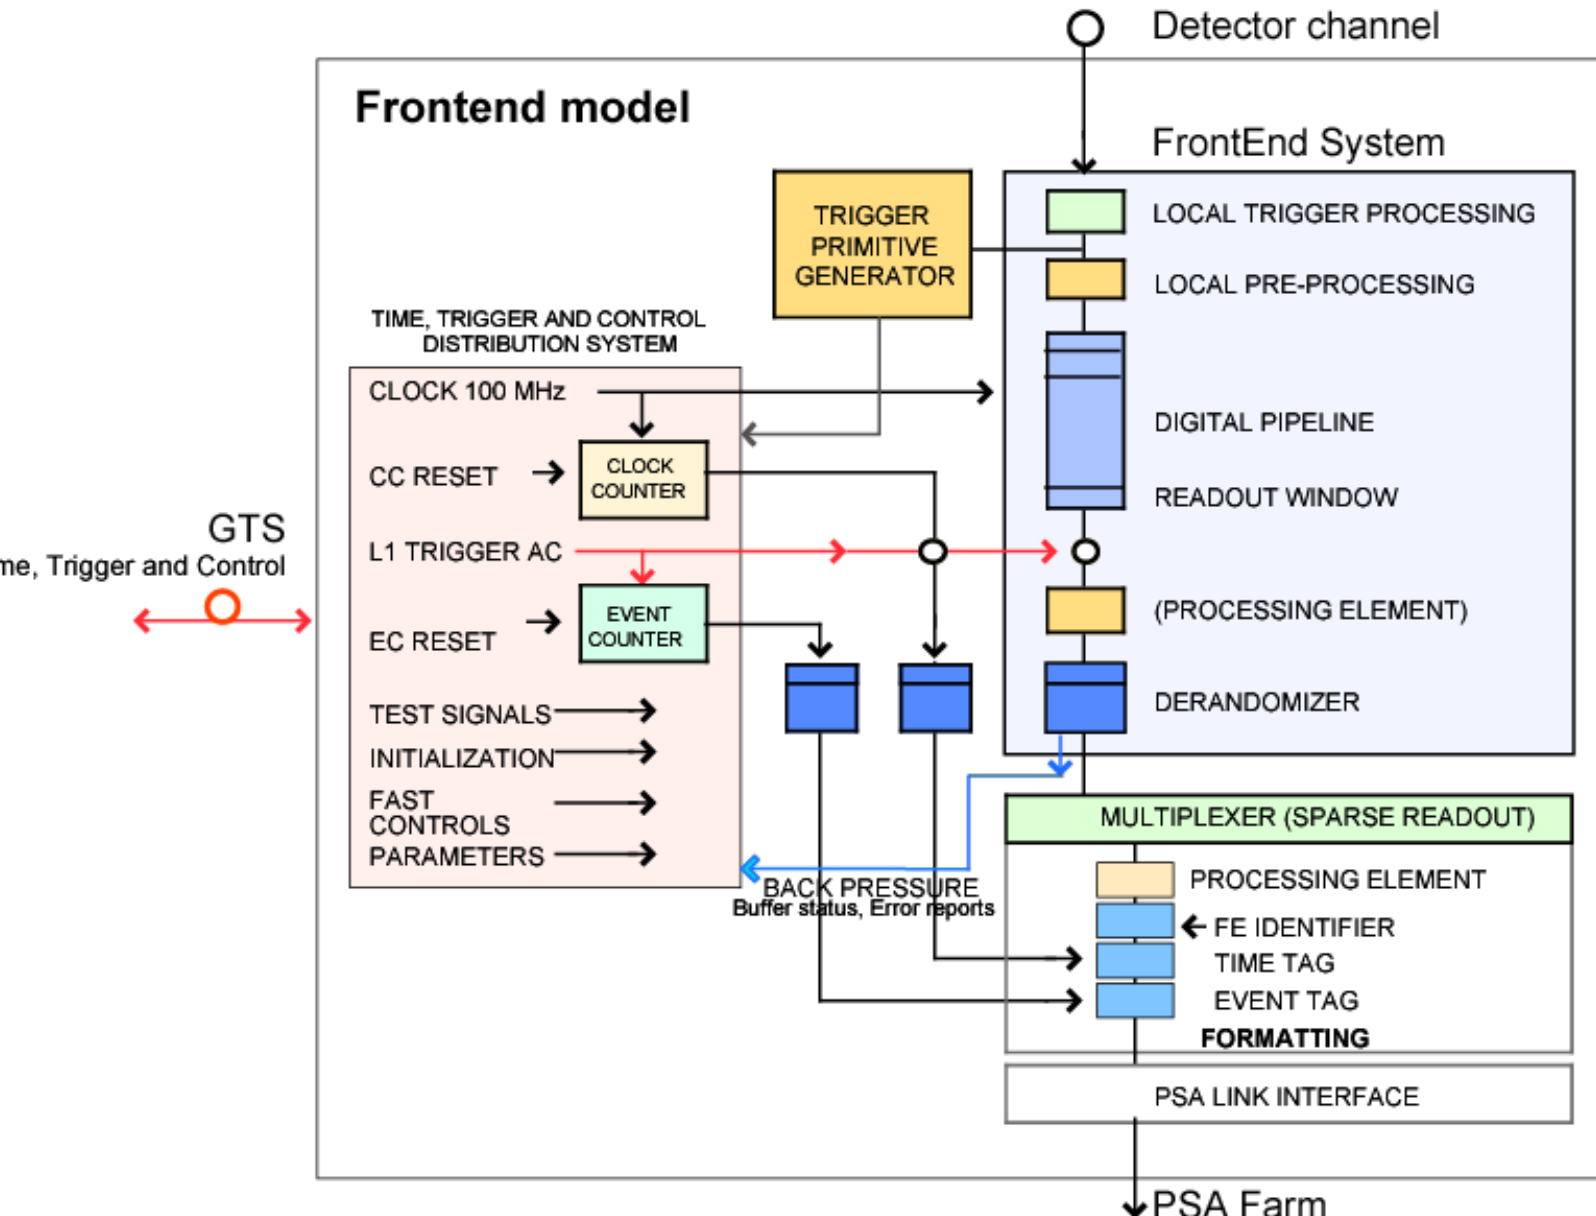 Detector channel
Frontend model
FrontEnd System
TRIGGER
PRIMITIVE
GENERATOR
LOCAL TRIGGER PROCESSING
LOCAL PRE-PROCESSING
TIME, TRIGGER AND CONTROL
DISTRIBUTION SYSTEM
CLOCK 100 MHz
DIGITAL PIPELINE
CC RESET
CLOCK
COUNTER
READOUT WINDOW
GTS
me, Trigger and Control
L1 TRIGGER AC
EC RESET
EVENT
COUNTER
(PROCESSING ELEMENT)
TEST SIGNALS
DERANDOMIZER
INITIALIZATION
FAST
CONTROLS
PARAMETERS
MULTIPLEXER (SPARSE READOUT)
BACK PRESSURE
Buffer status, Error reports
PROCESSING ELEMENT
FE IDENTIFIER
TIME TAG
EVENT TAG
FORMATTING
PSA LINK INTERFACE
PSA Farm